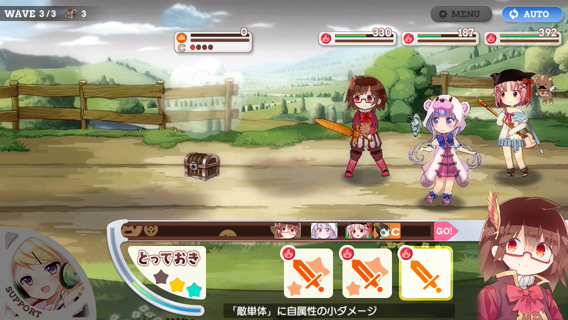 WAVE 3/3 3
MENU
AUTO
0
C
330
187
392
C
GO!
とっておき
SUPPORT
「敵単体」に自属性の小ダメージ